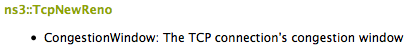 ns3::TcpNewReno
• CongestionWindow: The TCP connection's congestion window